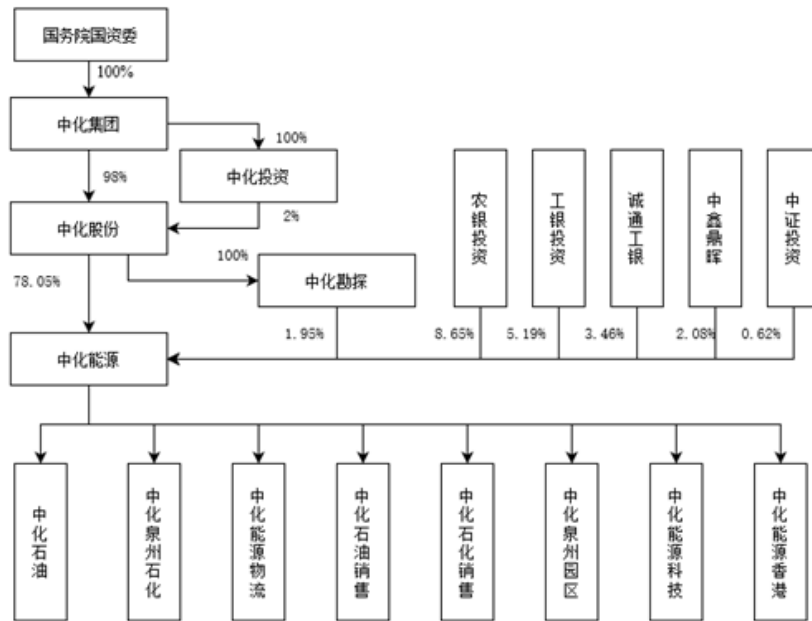 国务院国资委
100%
中化集团
100%
98%
中化投资
2%
中化股份
100%
78.05%
中化勘探
农银投资
工银投资
诚通工银
中鑫鼎晖
中证投资
1.95%
8.65%
5.19%
3.46%
2.08%
0.62%
中化能源
中化石油
中化泉州石化
中化能源物流
中化石油销售
中化石化销售
中化泉州园区
中化能源科技
中化能源香港